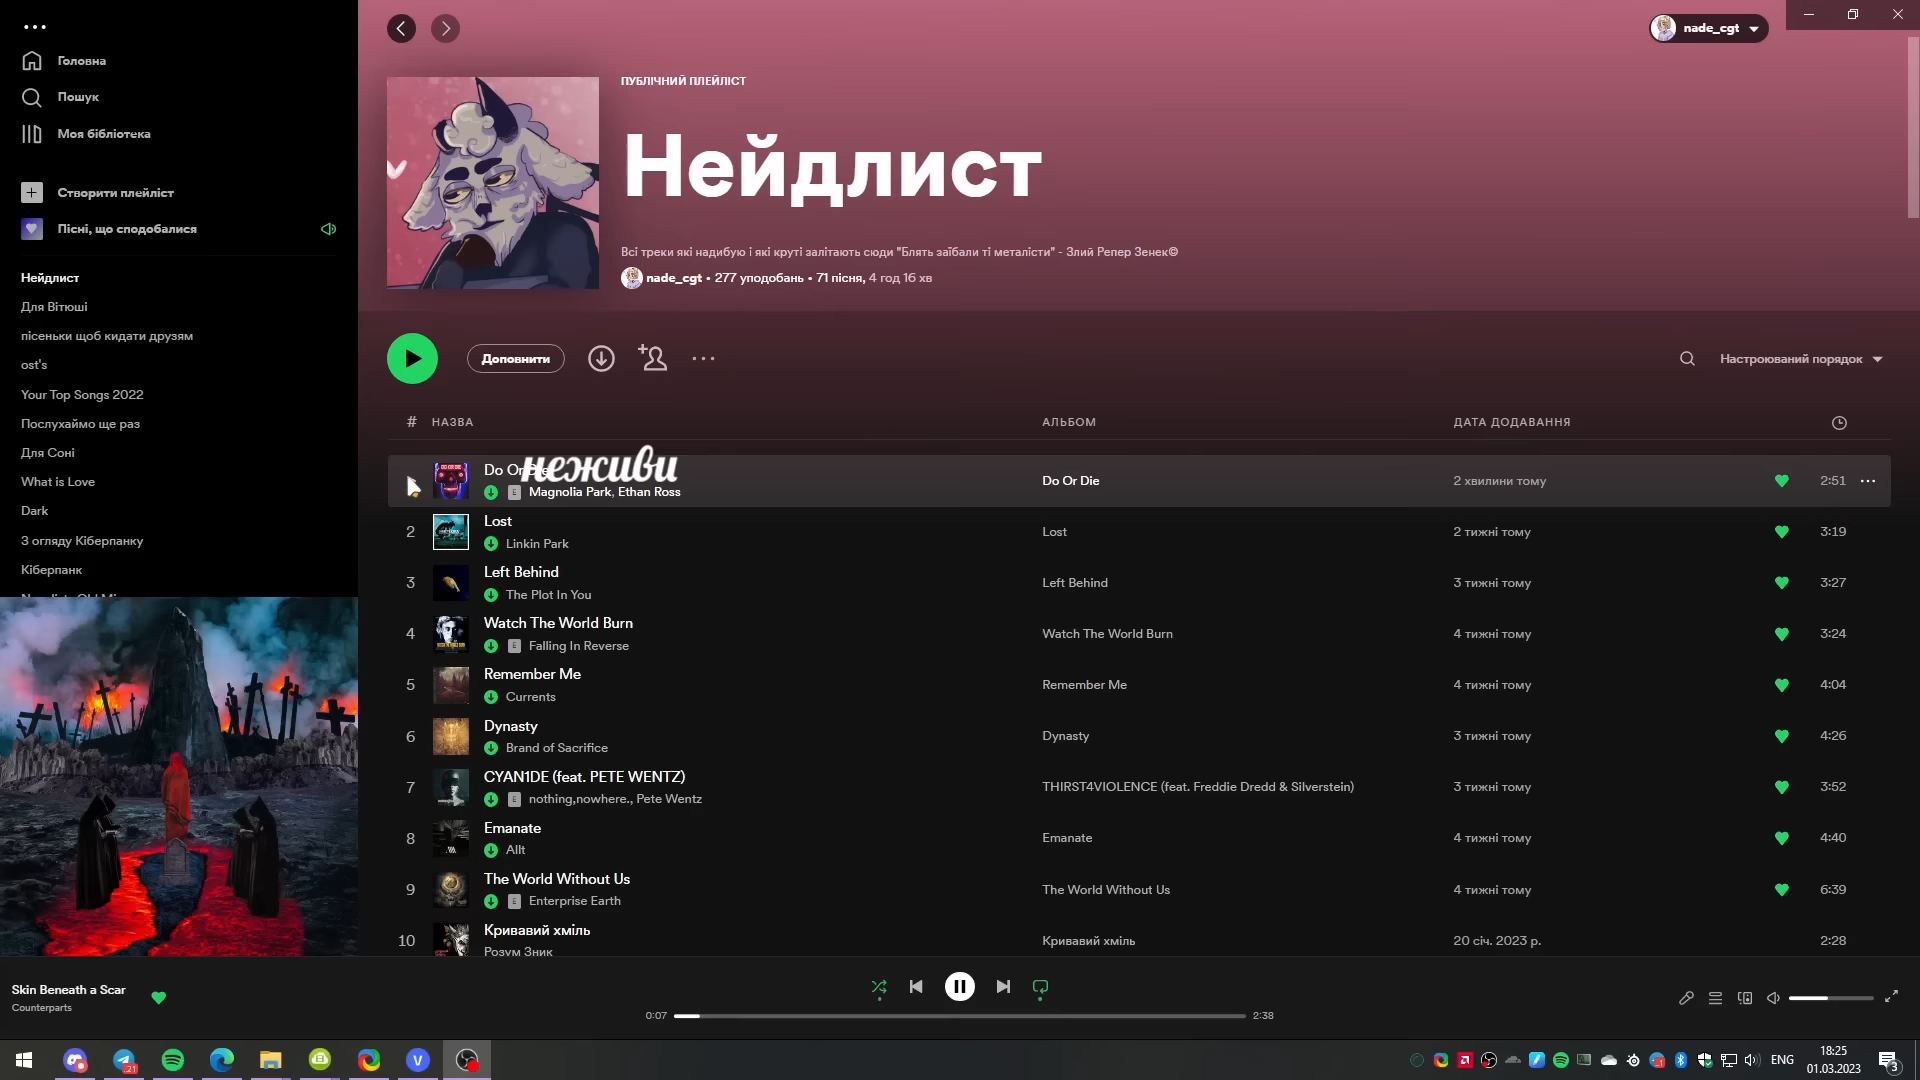 nade_cgt
Головна
Пошук
Моя бібліотека
Створити плейліст
Пісні, що сподобалися
Нейдлист
Для Вітюші
пісеньки щоб кидати друзям
ost's
Your Top Songs 2022
Послухаймо ще раз
Для Соні
What is Love
Dark
З огляду Кіберпанку
Кіберпанк
ПУБЛІЧНИЙ ПЛЕЙЛІСТ
Нейдлист
Всі треки які надибую і які круті залітають сюди "Блять заїбали ті металісти" - Злий Репер Зенек©
nade_cgt • 277 уподобань • 71 пісня, 4 год 16 хв
Доповнити
Настроюваний порядок
# НАЗВА АЛЬБОМ ДАТА ДОДАВАННЯ
неживи
Do Or Die Do Or Die 2 хвилини тому 2:51
E Magnolia Park, Ethan Ross
2 Lost Lost 2 тижні тому 3:19
Linkin Park
3 Left Behind Left Behind 3 тижні тому 3:27
The Plot In You
4 Watch The World Burn Watch The World Burn 4 тижні тому 3:24
E Falling In Reverse
5 Remember Me Remember Me 4 тижні тому 4:04
Currents
6 Dynasty Dynasty 3 тижні тому 4:26
Brand of Sacrifice
7 CYAN1DE (feat. PETE WENTZ) THIRST4VIOLENCE (feat. Freddie Dredd & Silverstein) 3 тижні тому 3:52
E nothing,nowhere., Pete Wentz
8 Emanate Emanate 4 тижні тому 4:40
Allt
9 The World Without Us The World Without Us 4 тижні тому 6:39
E Enterprise Earth
10 Кривавий хміль Кривавий хміль 20 січ. 2023 р. 2:28
Розум Зник
Skin Beneath a Scar
Counterparts
0:07 2:38
21
V
ENG
18:25
01.03.2023
3